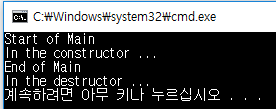 C:₩Windows₩system32₩cmd.exe
Start of Main
In the constructor ...
End of Main
In the destructor ...
계속하려면 아무 키나 누르십시오 . . .